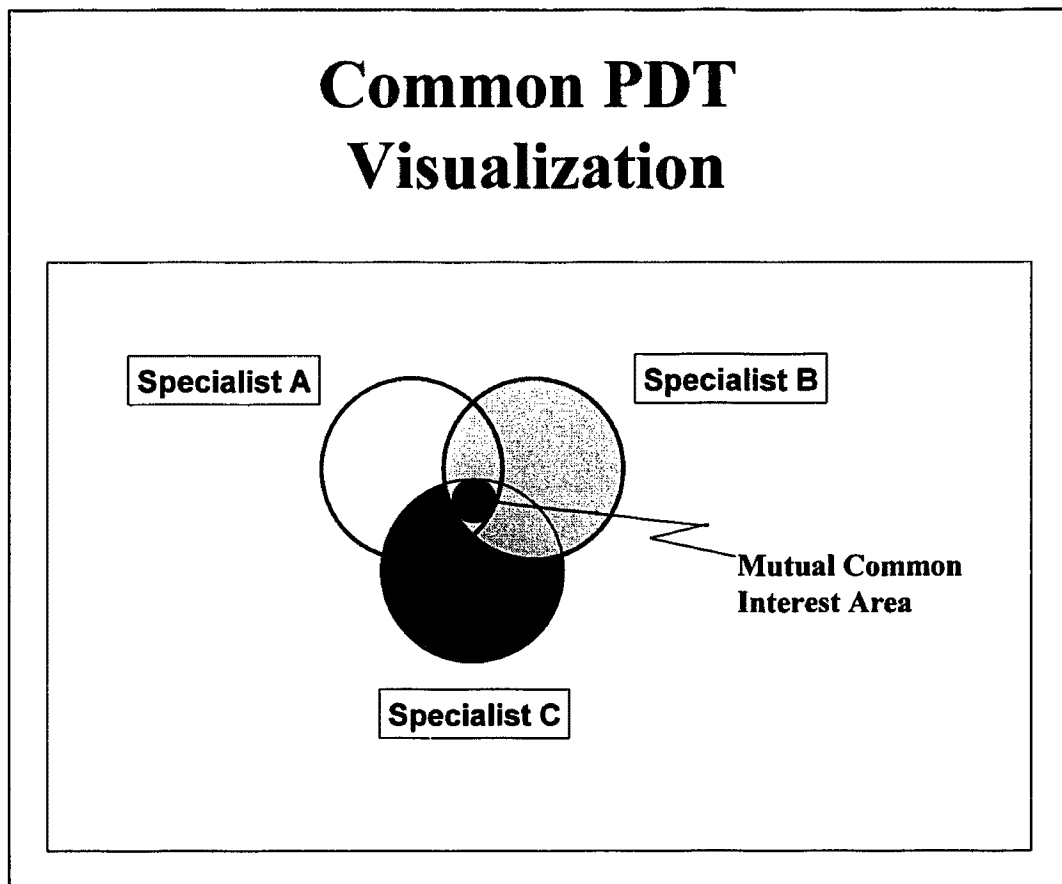 Common PDT
Visualization
Specialist A
Specialist B
Mutual Common
Interest Area
Specialist C